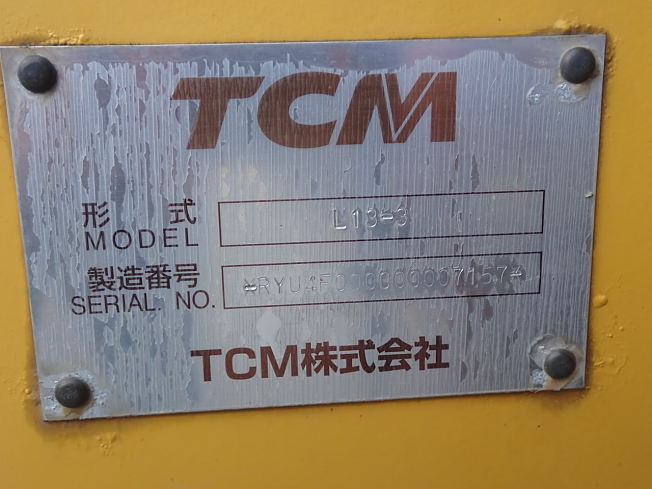 TCM
形 式
MODEL
L13-3
製造番号
SERIAL. NO.
TCM株式会社